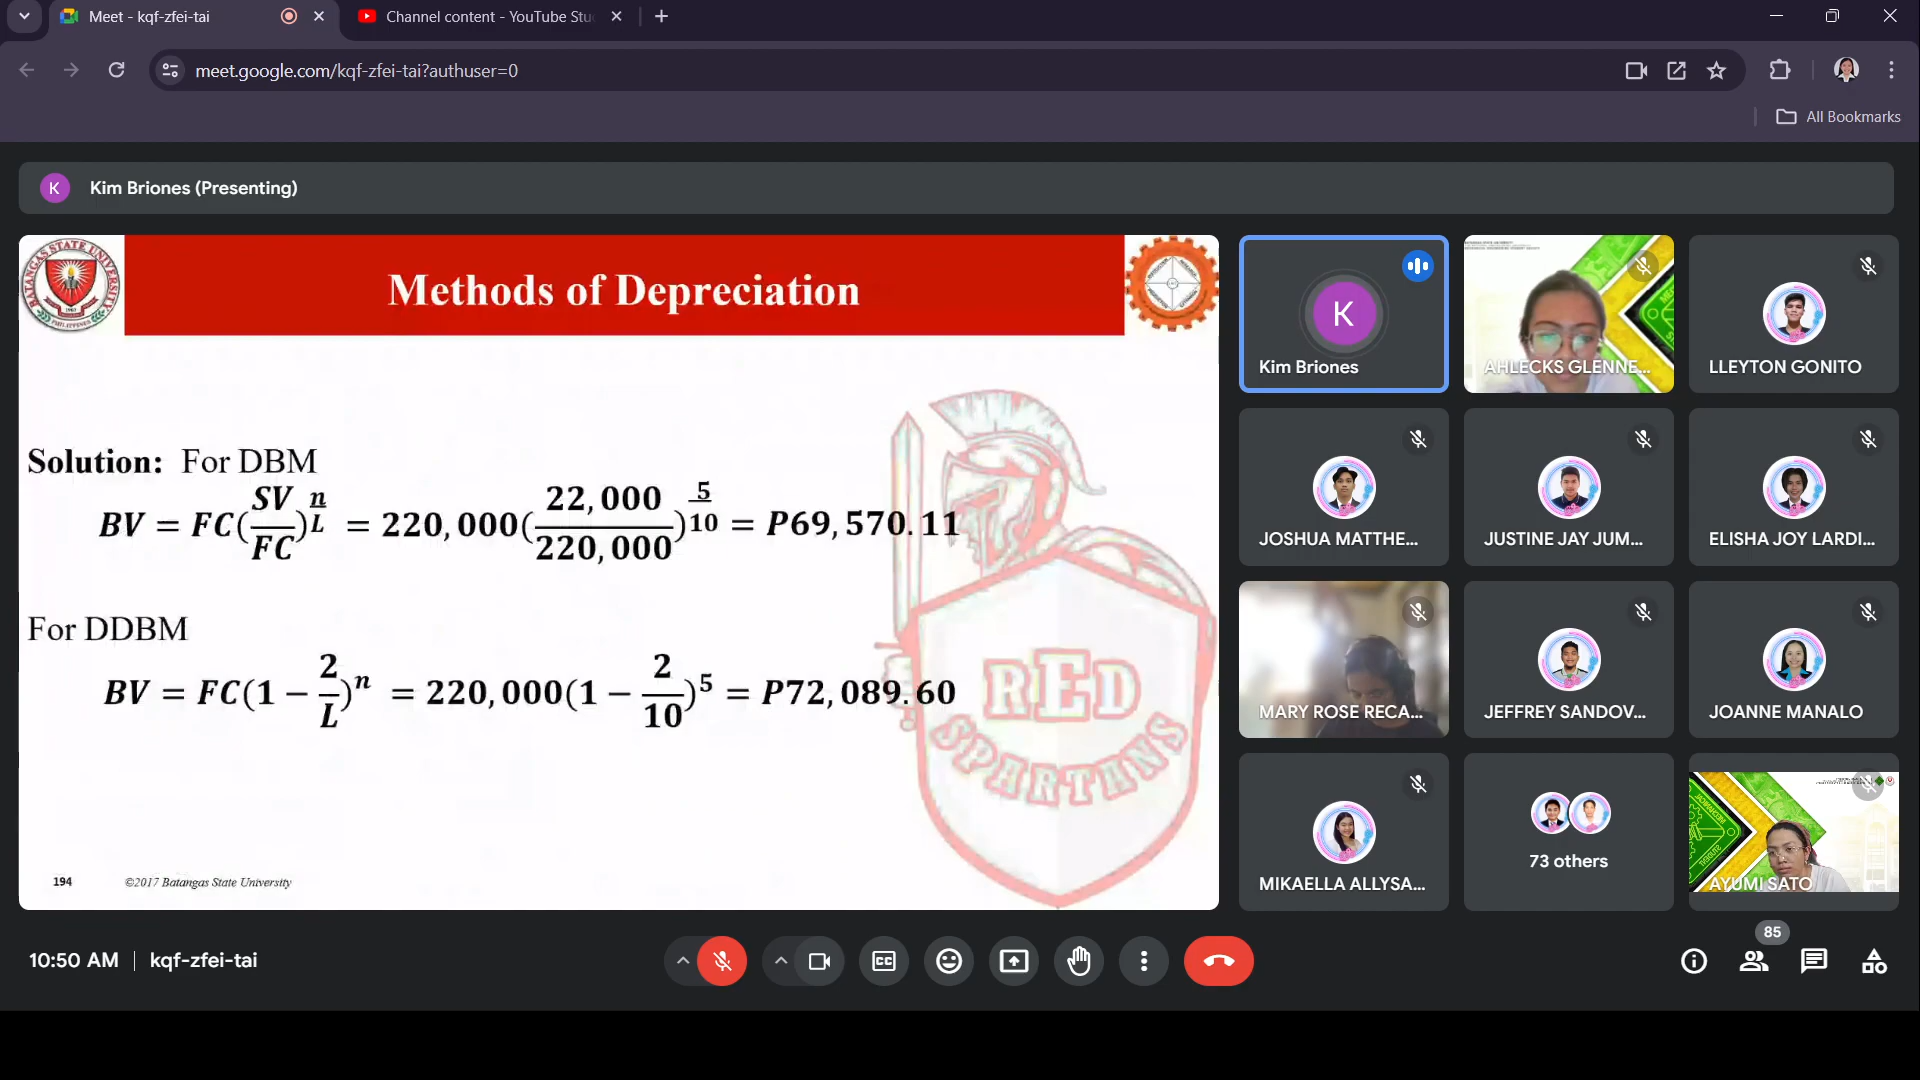 Meet - kqf-zfei-tai
Channel content - YouTube Stu
meet.google.com/kqf-zfei-tai?authuser=0
All Bookmarks
K
Kim Briones (Presenting)
BATANGAS STATE UNIVERSITY
PHILIPPINES
Methods of Depreciation
Solution: For DBM
BV = FC(SV/FC)^n/L = 220,000(22,000/220,000)^5/10 = P69,570.11
For DDBM
BV = FC(1 − 2/L)^n = 220,000(1 − 2/10)^5 = P72,089.60
RED
SPARTANS
194
©2017 Batangas State University
K
Kim Briones
AHLECKS GLENNE...
LLEYTON GONITO
JOSHUA MATTHE...
JUSTINE JAY JUM...
ELISHA JOY LARDI...
MARY ROSE RECA...
JEFFREY SANDOV...
JOANNE MANALO
MIKAELLA ALLYSA...
73 others
AYUMI SATO
10:50 AM | kqf-zfei-tai
CC
85